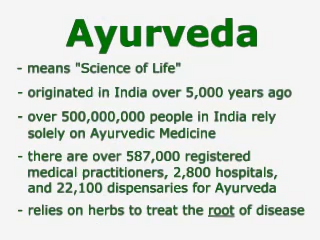 Ayurveda
- means "Science of Life"
- originated in India over 5,000 years ago
- over 500,000,000 people in India rely
solely on Ayurvedic Medicine
- there are over 587,000 registered
medical practitioners, 2,800 hospitals,
and 22,100 dispensaries for Ayurveda
- relies on herbs to treat the root of disease